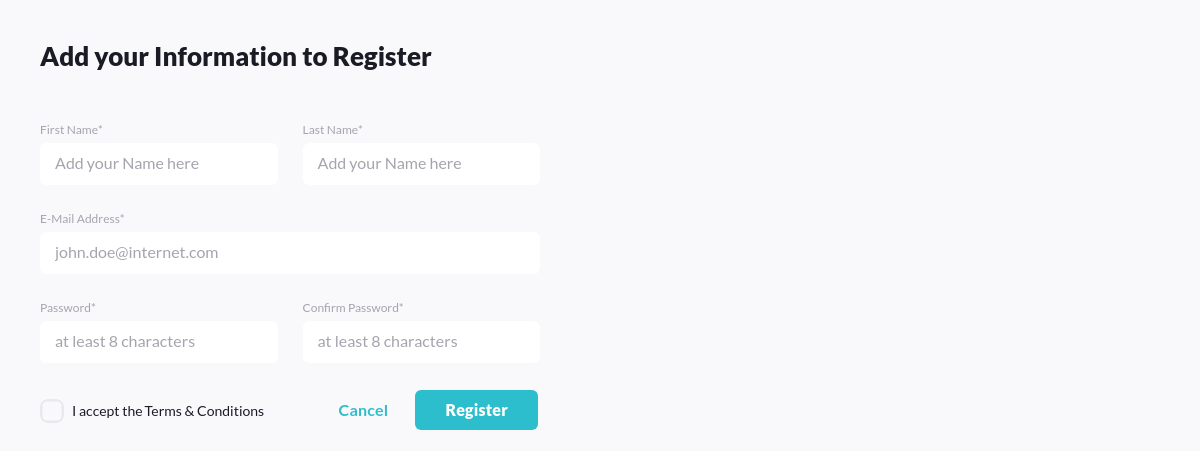 Add your Information to Register
First Name* Last Name*
Add your Name here Add your Name here
E-Mail Address*
john.doe@internet.com
Password* Confirm Password*
at least 8 characters at least 8 characters
I accept the Terms & Conditions Cancel Register